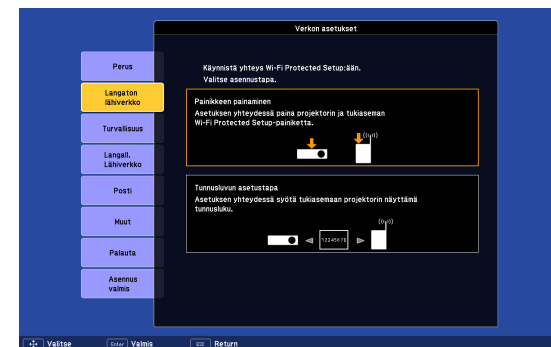 Verkon asetukset
Perus
Langaton
lähiverkko
Turvallisuus
Langall.
Lähiverkko
Posti
Muut
Palauta
Asennus
valmis
Käynnistä yhteys Wi-Fi Protected Setup:ään.
Valitse asennustapa.
Painikkeen painaminen
Asetuksen yhteydessä paina projektorin ja tukiaseman
Wi-Fi Protected Setup-painiketta.
Tunnusluvun asetustapa
Asetuksen yhteydessä syötä tukiasemaan projektorin näyttämä
tunnusluku.
12345678
Valitse Enter Valmis Esc Return